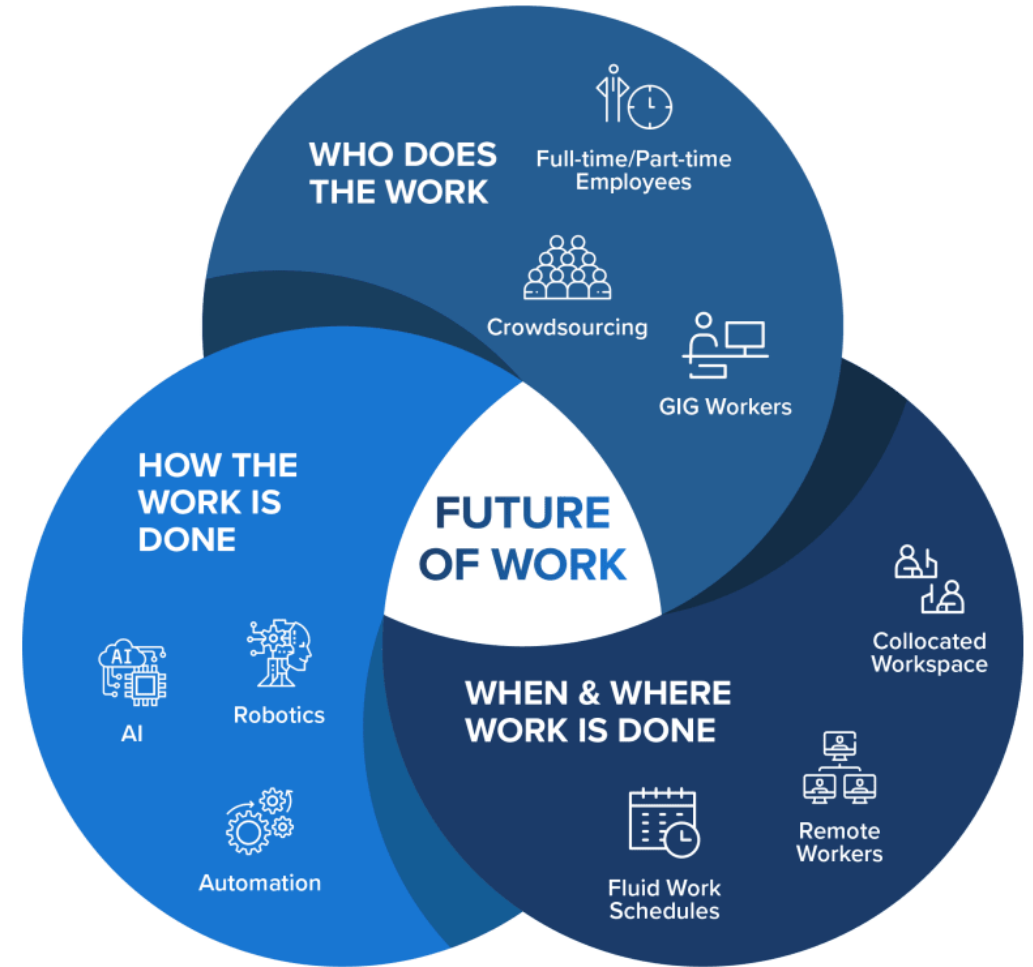 WHO DOES
THE WORK
Full-time/Part-time
Employees
Crowdsourcing
GIG Workers
HOW THE
WORK IS
DONE
AI
AI
Robotics
Automation
FUTURE
OF WORK
WHEN & WHERE
WORK IS DONE
Collocated
Workspace
Remote
Workers
Fluid Work
Schedules